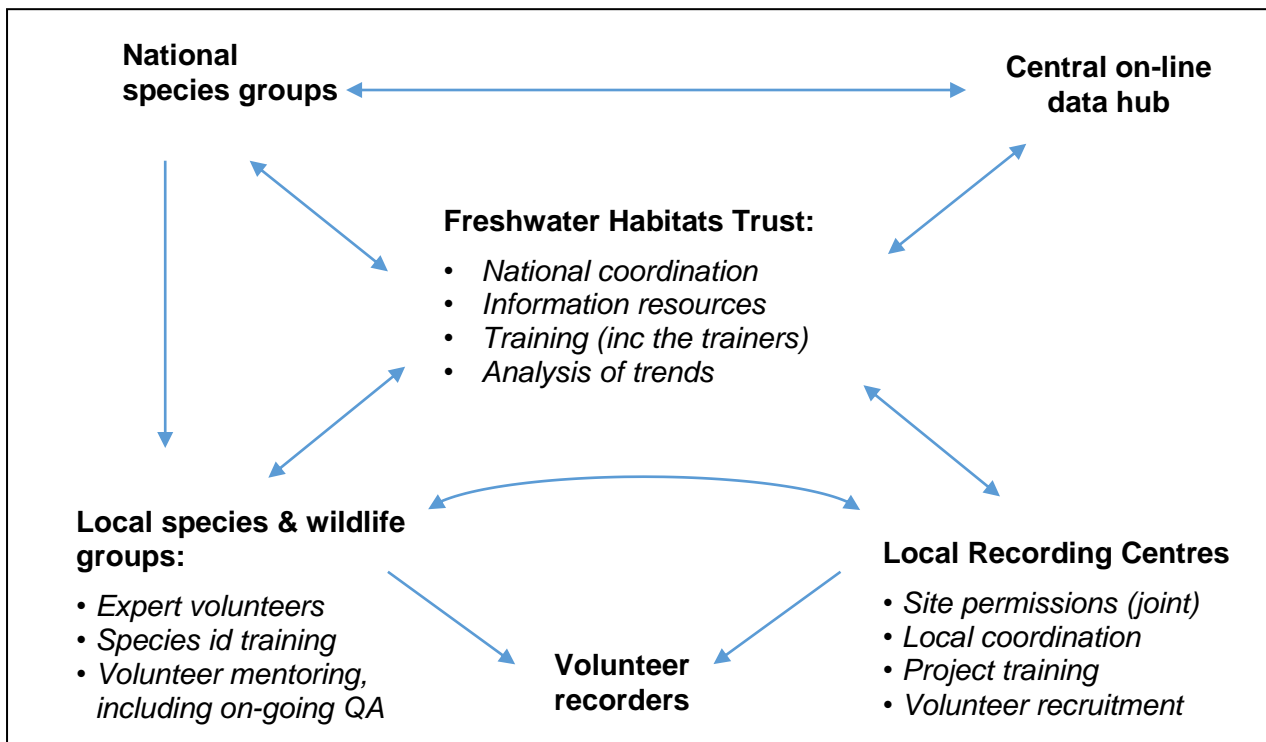 National
species groups
Central on-line
data hub
Freshwater Habitats Trust:
• National coordination
• Information resources
• Training (inc the trainers)
• Analysis of trends
Local species & wildlife
groups:
• Expert volunteers
• Species id training
• Volunteer mentoring,
including on-going QA
Volunteer
recorders
Local Recording Centres
• Site permissions (joint)
• Local coordination
• Project training
• Volunteer recruitment